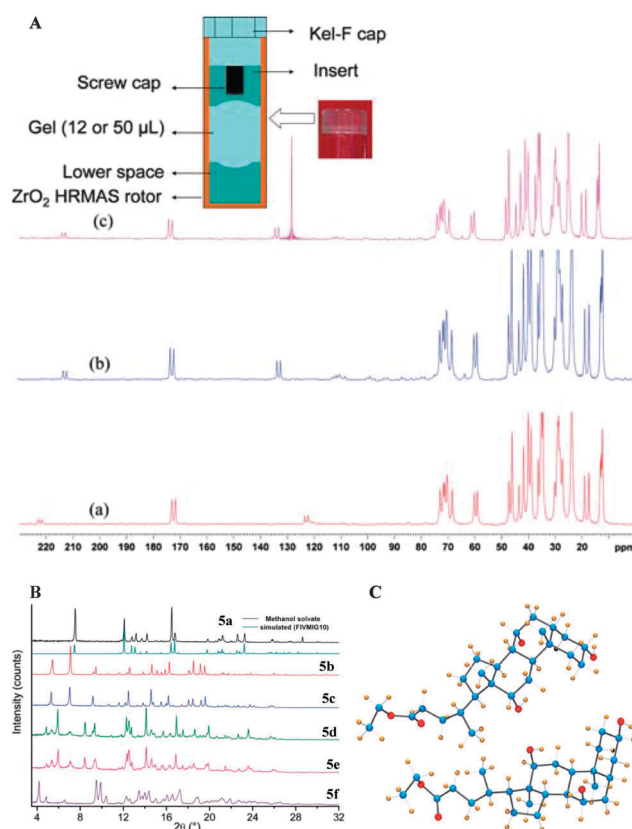 A
Kel-F cap
Screw cap
Insert
Gel (12 or 50 µL)
Lower space
ZrO2 HRMAS rotor
(c)
(b)
(a)
220 210 200 190 180 170 160 150 140 130 120 110 100 90 80 70 60 50 40 30 20 10 ppm
B
C
5a
Methanol solvate
simulated (FIVMIG10)
5b
5c
5d
5e
5f
Intensity (counts)
4 8 12 16 20 24 28 32
2θ (°)